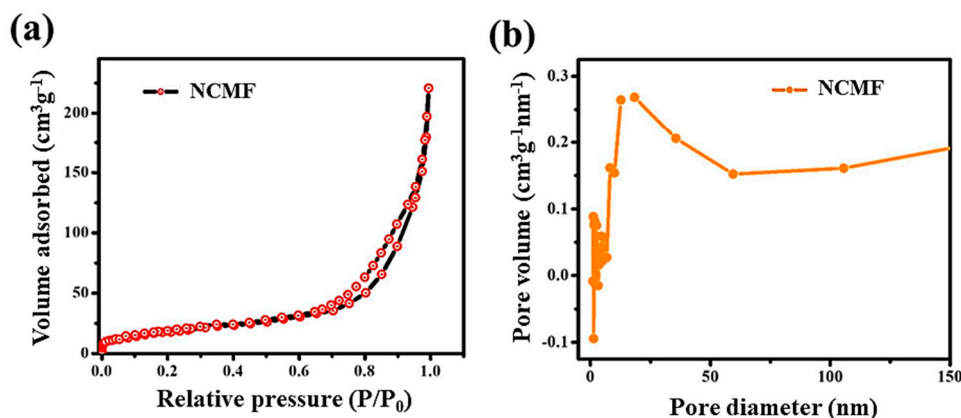 (a)
NCMF
Volume adsorbed (cm³g⁻¹)
200
150
100
50
0
0.0 0.2 0.4 0.6 0.8 1.0
Relative pressure (P/P₀)
(b)
NCMF
Pore volume (cm³g⁻¹nm⁻¹)
0.3
0.2
0.1
0.0
-0.1
0 50 100 150
Pore diameter (nm)